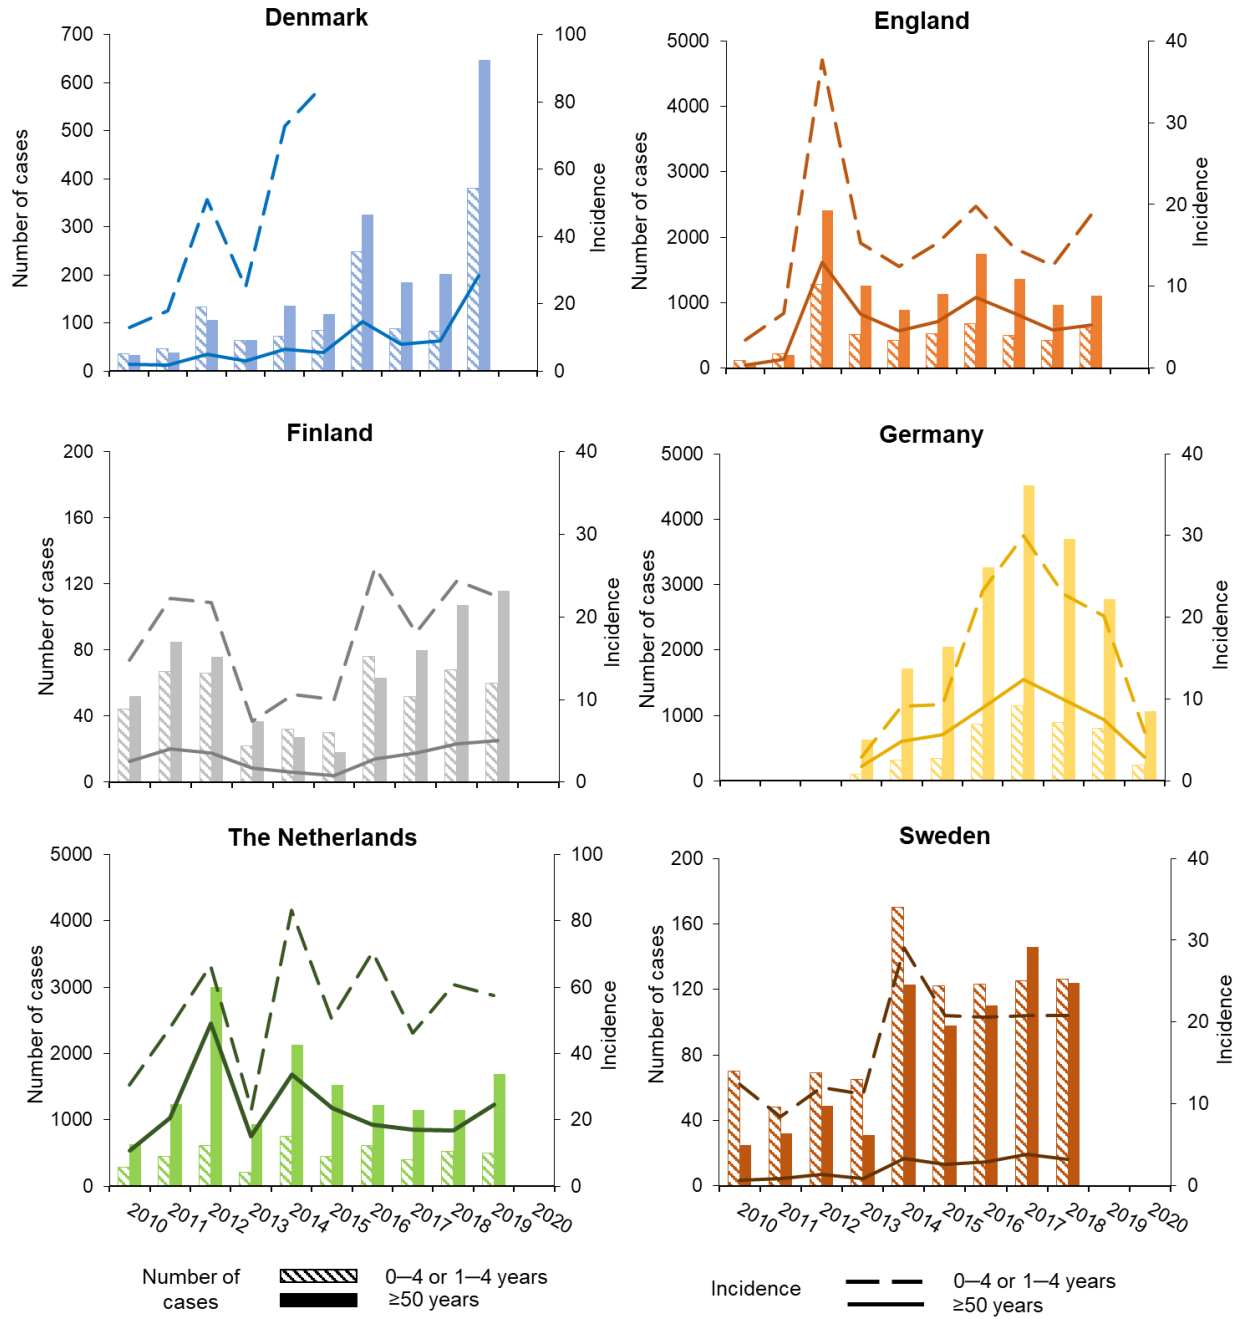 Denmark
700
600
500
400
300
200
100
0
Number of cases
100
80
60
40
20
0
Incidence
England
5000
4000
3000
2000
1000
0
Number of cases
40
30
20
10
0
Incidence
Finland
200
160
120
80
40
0
Number of cases
40
30
20
10
0
Incidence
Germany
5000
4000
3000
2000
1000
0
Number of cases
40
30
20
10
0
Incidence
The Netherlands
5000
4000
3000
2000
1000
0
Number of cases
100
80
60
40
20
0
Incidence
2010 2011 2012 2013 2014 2015 2016 2017 2018 2019 2020
Sweden
200
160
120
80
40
0
Number of cases
40
30
20
10
0
Incidence
2010 2011 2012 2013 2014 2015 2016 2017 2018 2019 2020
Number of
cases
0–4 or 1–4 years
≥50 years
Incidence
0–4 or 1–4 years
≥50 years